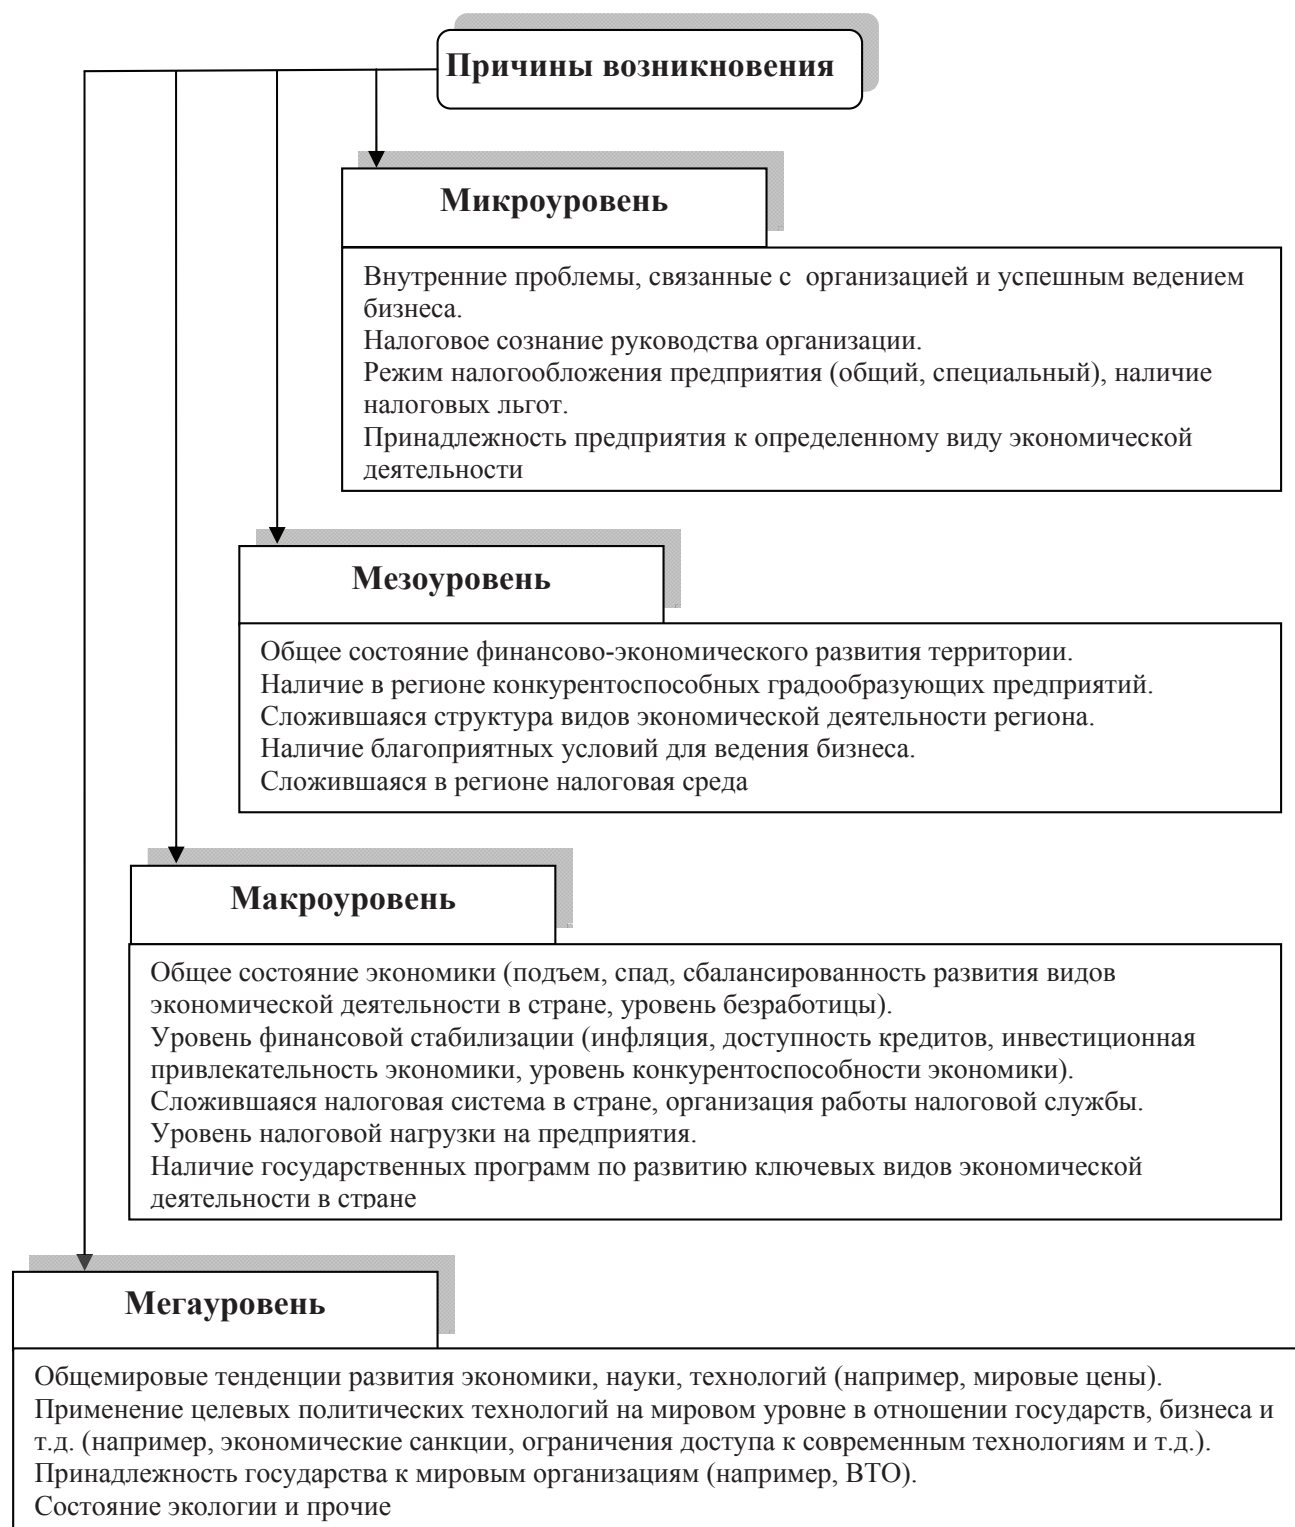 Причины возникновения
Микроуровень
Внутренние проблемы, связанные с организацией и успешным ведением
бизнеса.
Налоговое сознание руководства организации.
Режим налогообложения предприятия (общий, специальный), наличие
налоговых льгот.
Принадлежность предприятия к определенному виду экономической
деятельности
Мезоуровень
Общее состояние финансово-экономического развития территории.
Наличие в регионе конкурентоспособных градообразующих предприятий.
Сложившаяся структура видов экономической деятельности региона.
Наличие благоприятных условий для ведения бизнеса.
Сложившаяся в регионе налоговая среда
Макроуровень
Общее состояние экономики (подъем, спад, сбалансированность развития видов
экономической деятельности в стране, уровень безработицы).
Уровень финансовой стабилизации (инфляция, доступность кредитов, инвестиционная
привлекательность экономики, уровень конкурентоспособности экономики).
Сложившаяся налоговая система в стране, организация работы налоговой службы.
Уровень налоговой нагрузки на предприятия.
Наличие государственных программ по развитию ключевых видов экономической
деятельности в стране
Мегауровень
Общемировые тенденции развития экономики, науки, технологий (например, мировые цены).
Применение целевых политических технологий на мировом уровне в отношении государств, бизнеса и
т.д. (например, экономические санкции, ограничения доступа к современным технологиям и т.д.).
Принадлежность государства к мировым организациям (например, ВТО).
Состояние экологии и прочие